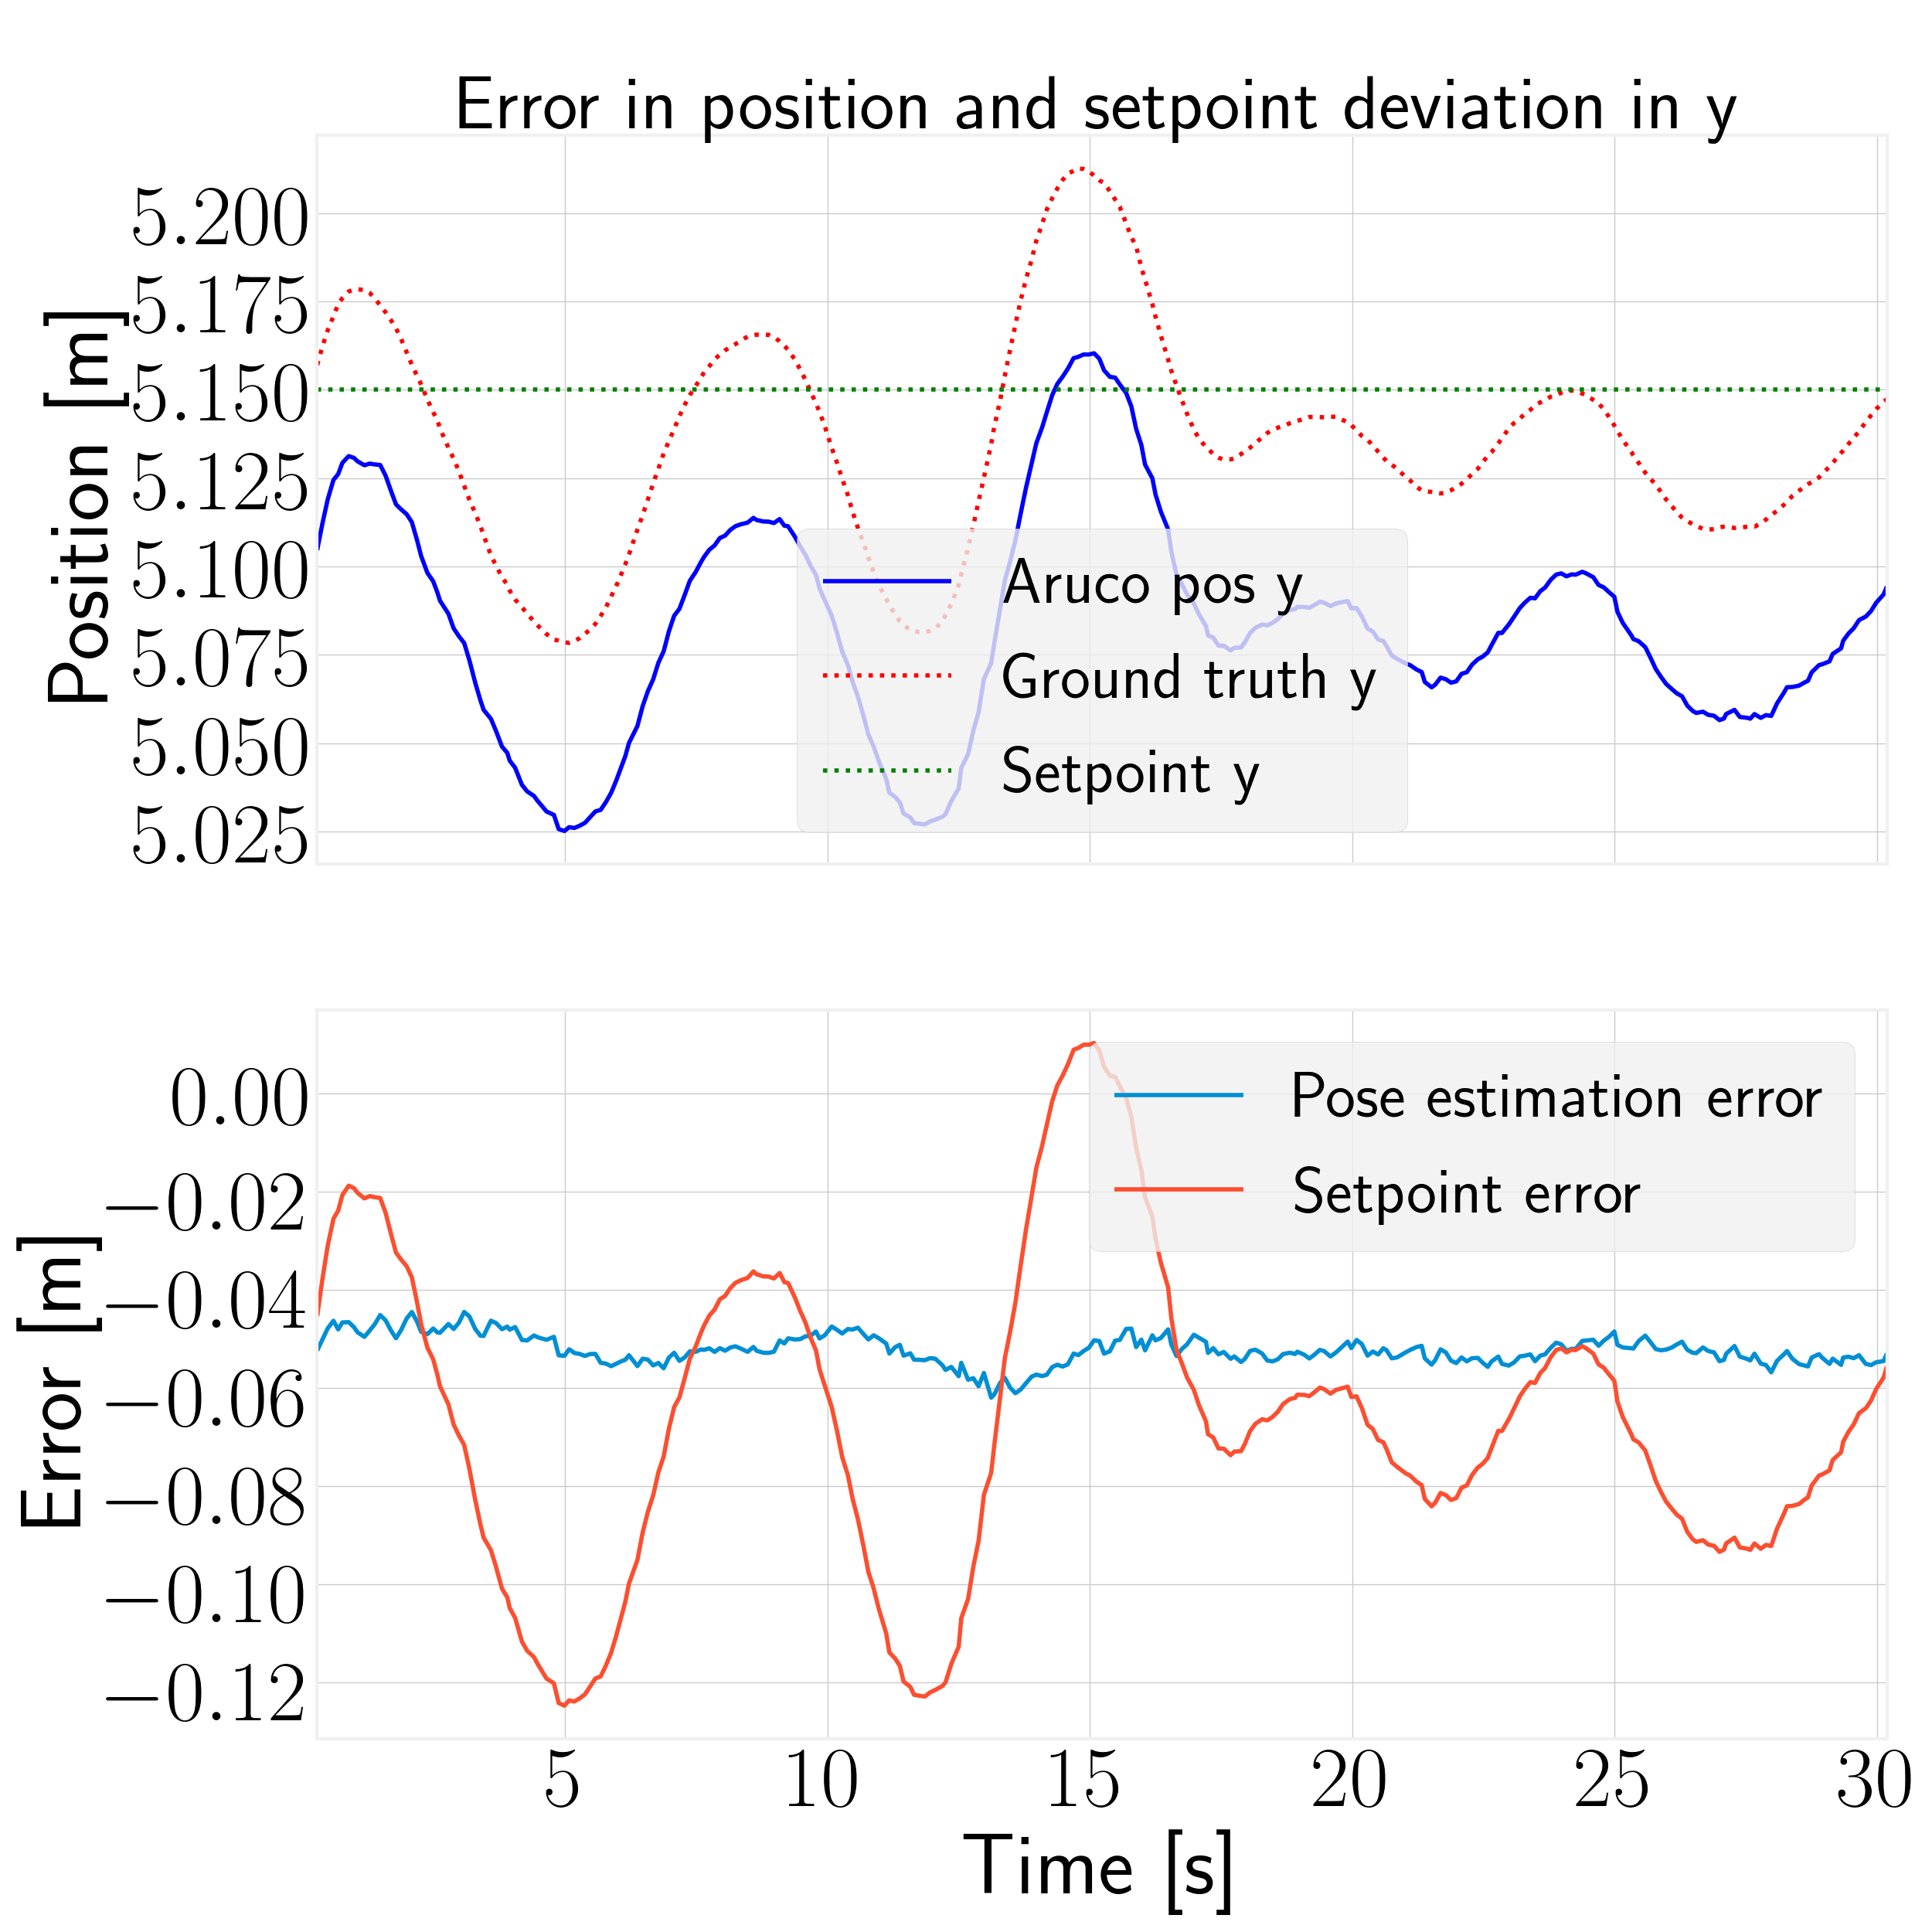 Error in position and setpoint deviation in y
Position [m]
5.200
5.175
5.150
5.125
5.100
5.075
5.050
5.025
Aruco pos y
Ground truth y
Setpoint y
Error [m]
0.00
−0.02
−0.04
−0.06
−0.08
−0.10
−0.12
Pose estimation error
Setpoint error
5 10 15 20 25 30
Time [s]